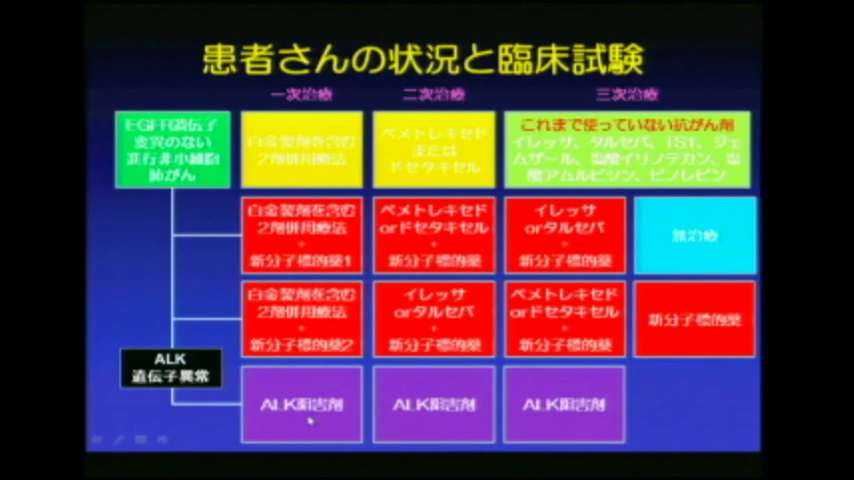 患者さんの状況と臨床試験
一次治療
二次治療
三次治療
EGFR遺伝子
変異のない
進行非小細胞
肺がん
白金製剤を含む
2剤併用療法
ペメトレキセド
または
ドセタキセル
これまで使っていない抗がん剤
イレッサ、タルセバ、TS1、ジェ
ムザール、塩酸イリノテカン、塩
酸アムルビシン、ビノレビン
白金製剤を含む
2剤併用療法
+
新分子標的薬1
ペメトレキセド
orドセタキセル
+
新分子標的薬
イレッサ
orタルセバ
+
新分子標的薬
無治療
白金製剤を含む
2剤併用療法
+
新分子標的薬2
イレッサ
orタルセバ
+
新分子標的薬
ペメトレキセド
orドセタキセル
+
新分子標的薬
新分子標的薬
ALK
遺伝子異常
ALK阻害剤
ALK阻害剤
ALK阻害剤